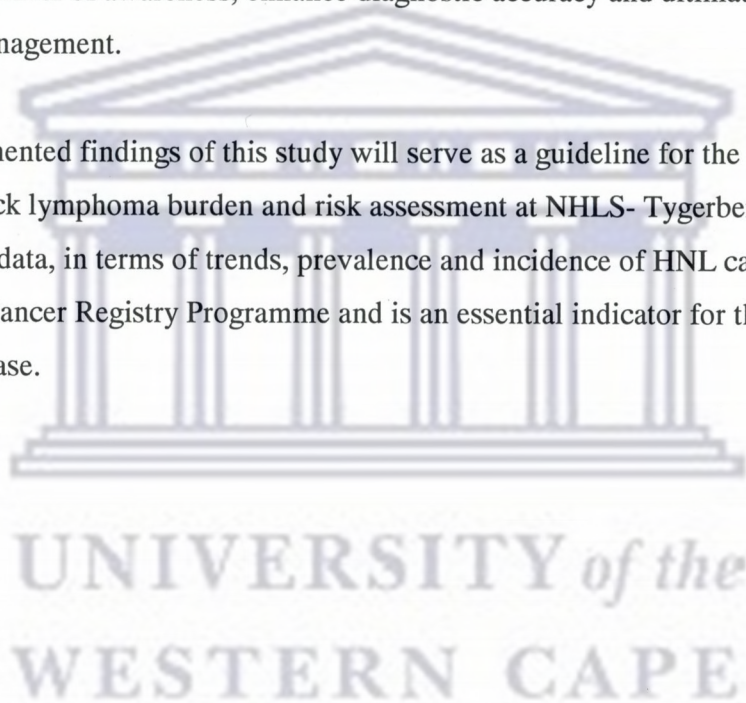 nagement.
ented findings of this study will serve as a guideline for the
ck lymphoma burden and risk assessment at NHLS- Tygerbe
data, in terms of trends, prevalence and incidence of HNL ca
ancer Registry Programme and is an essential indicator for t
ase.
UNIVERSITY of the
WESTERN CAPE